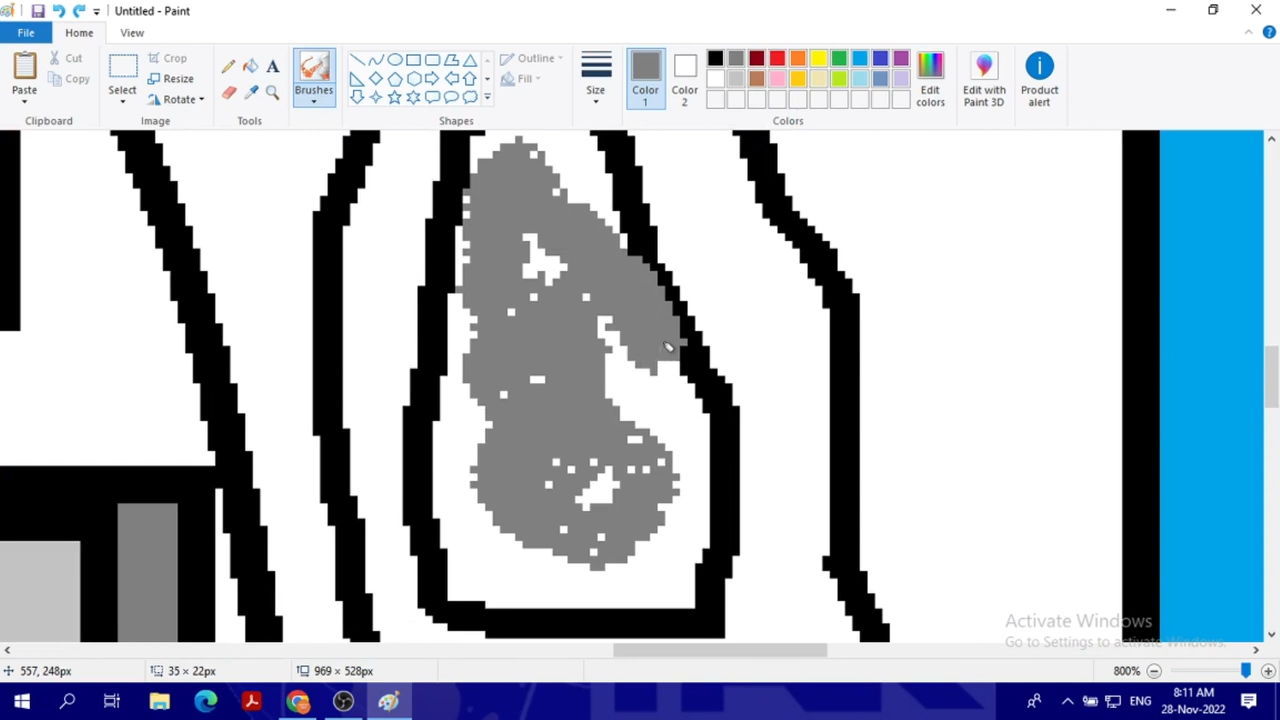 Untitled - Paint
File Home View
Paste
Cut
Copy
Clipboard
Select
Crop
Resize
Rotate
Image
A
Tools
Brushes
Outline
Fill
Shapes
Size
Color 1
Color 2
Edit colors
Colors
Edit with Paint 3D
Product alert
Activate Windows
Go to Settings to activate Windows.
557, 248px 35 × 22px 969 × 528px 800%
ENG
8:11 AM
28-Nov-2022